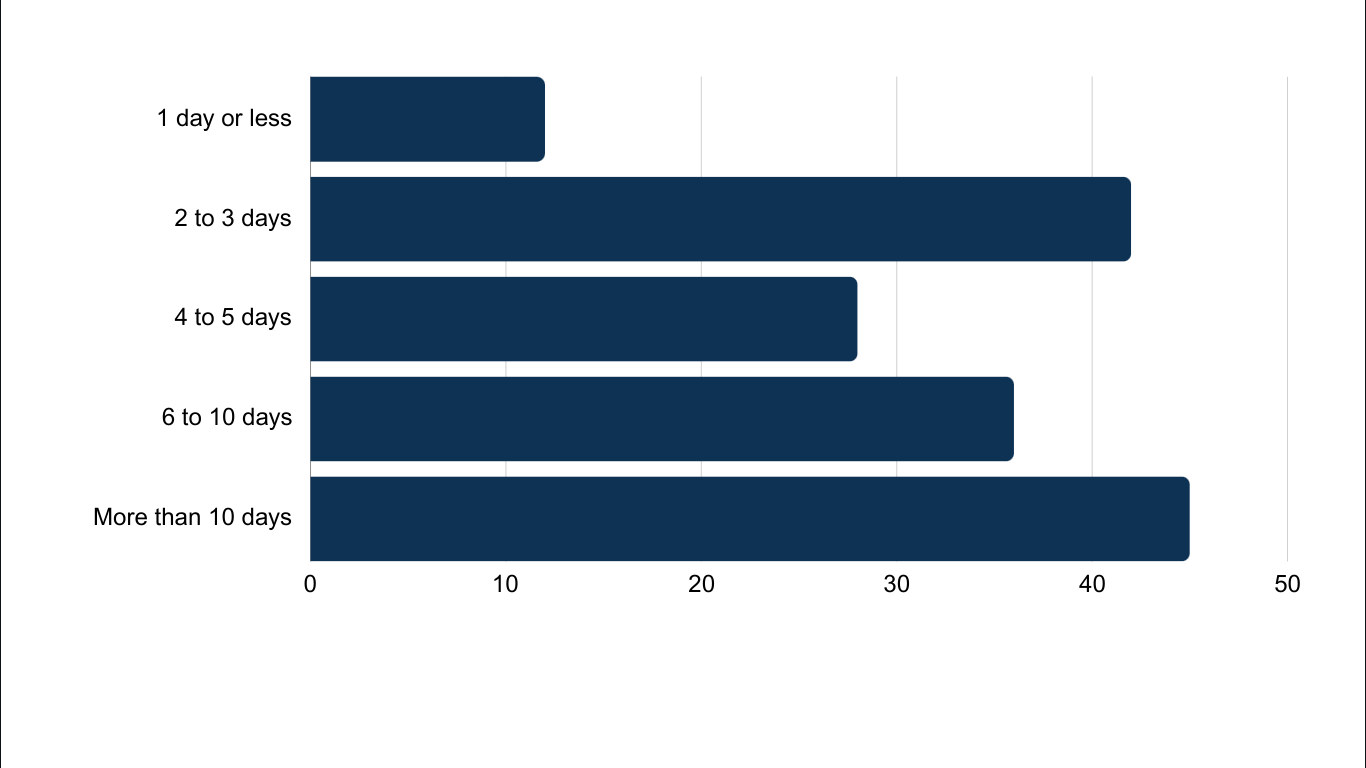 1 day or less
2 to 3 days
4 to 5 days
6 to 10 days
More than 10 days
0 10 20 30 40 50